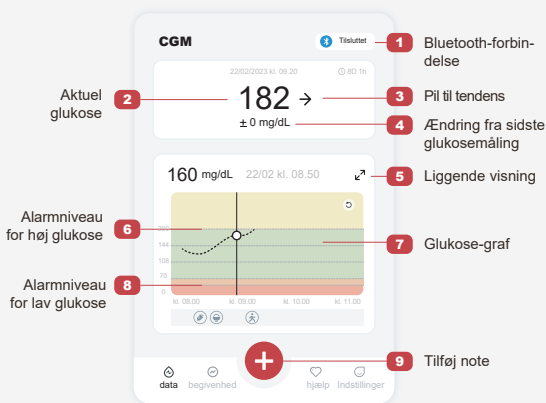 CGM
Tilsluttet
1 Bluetooth-forbin-
delse
22/02/2023 kl. 09.20
8D 1h
Aktuel
glukose
2
182 →
3 Pil til tendens
± 0 mg/dL
4 Ændring fra sidste
glukosemåling
160 mg/dL
22/02 kl. 08.50
5 Liggende visning
Alarmniveau
for høj glukose
6
144
108
70
0
7 Glukose-graf
Alarmniveau
for lav glukose
8
kl. 08.00
kl. 09.00
kl. 10.00
kl. 11.00
9 Tilføj note
data
begivenhed
hjælp
Indstillinger